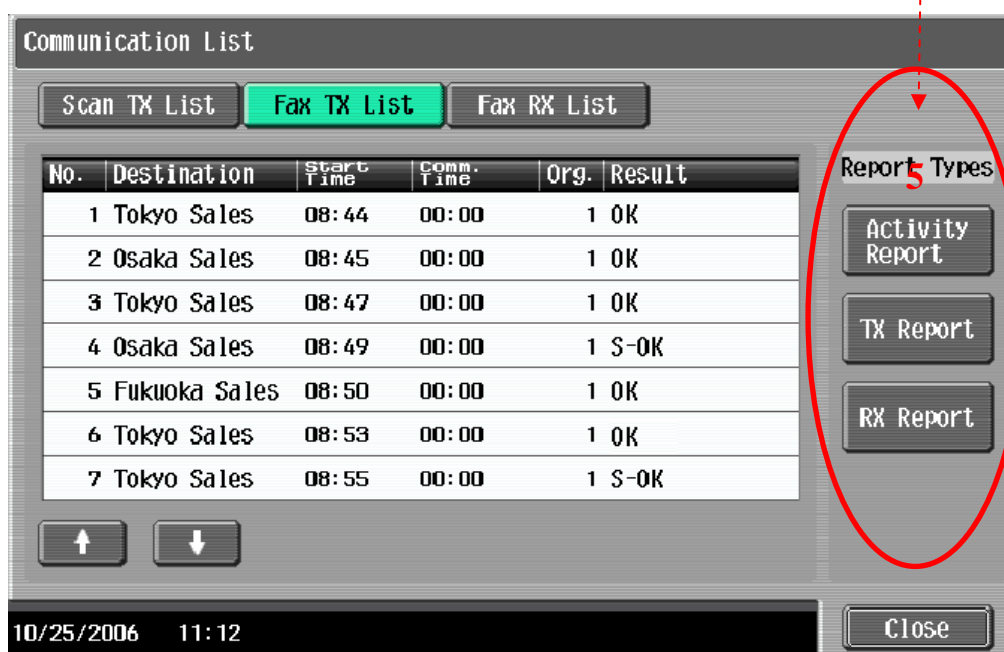 Communication List
Scan TX List Fax TX List Fax RX List
No. Destination Start Time Comm. Time Org. Result
1 Tokyo Sales 08:44 00:00 1 OK
2 Osaka Sales 08:45 00:00 1 OK
3 Tokyo Sales 08:47 00:00 1 OK
4 Osaka Sales 08:49 00:00 1 S-OK
5 Fukuoka Sales 08:50 00:00 1 OK
6 Tokyo Sales 08:53 00:00 1 OK
7 Tokyo Sales 08:55 00:00 1 S-OK
Report Types
5
Activity
Report
TX Report
RX Report
10/25/2006 11:12
Close